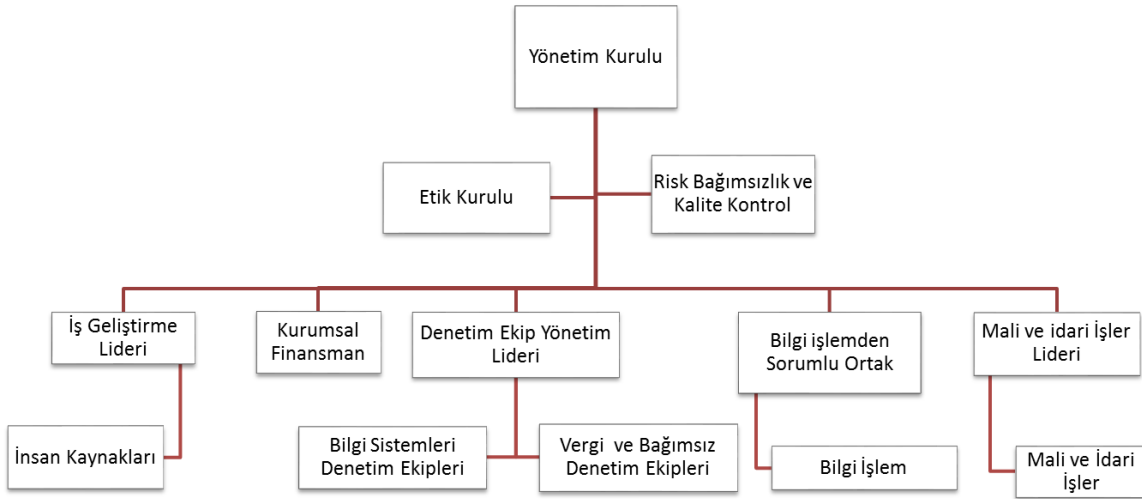 Yönetim Kurulu
Etik Kurulu
Risk Bağımsızlık ve
Kalite Kontrol
İş Geliştirme
Lideri
Kurumsal
Finansman
Denetim Ekip Yönetim
Lideri
Bilgi işlemden
Sorumlu Ortak
Mali ve idari İşler
Lideri
İnsan Kaynakları
Bilgi Sistemleri
Denetim Ekipleri
Vergi ve Bağımsız
Denetim Ekipleri
Bilgi İşlem
Mali ve İdari
İşler